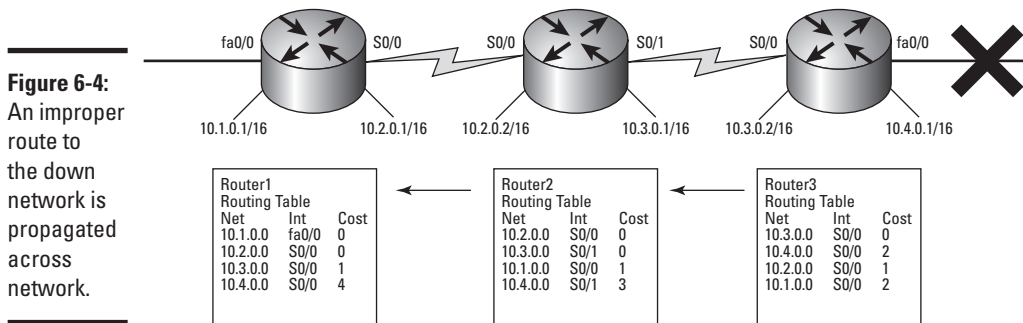 fa0/0
S0/0
S0/0
S0/1
S0/0
fa0/0
10.1.0.1/16
10.2.0.1/16
10.2.0.2/16
10.3.0.1/16
10.3.0.2/16
10.4.0.1/16
Figure 6-4:
An improper
route to
the down
network is
propagated
across
network.
Router1
Routing Table
Net Int Cost
10.1.0.0 fa0/0 0
10.2.0.0 S0/0 0
10.3.0.0 S0/0 1
10.4.0.0 S0/0 4
Router2
Routing Table
Net Int Cost
10.2.0.0 S0/0 0
10.3.0.0 S0/1 0
10.1.0.0 S0/0 1
10.4.0.0 S0/1 3
Router3
Routing Table
Net Int Cost
10.3.0.0 S0/0 0
10.4.0.0 S0/0 2
10.2.0.0 S0/0 1
10.1.0.0 S0/0 2